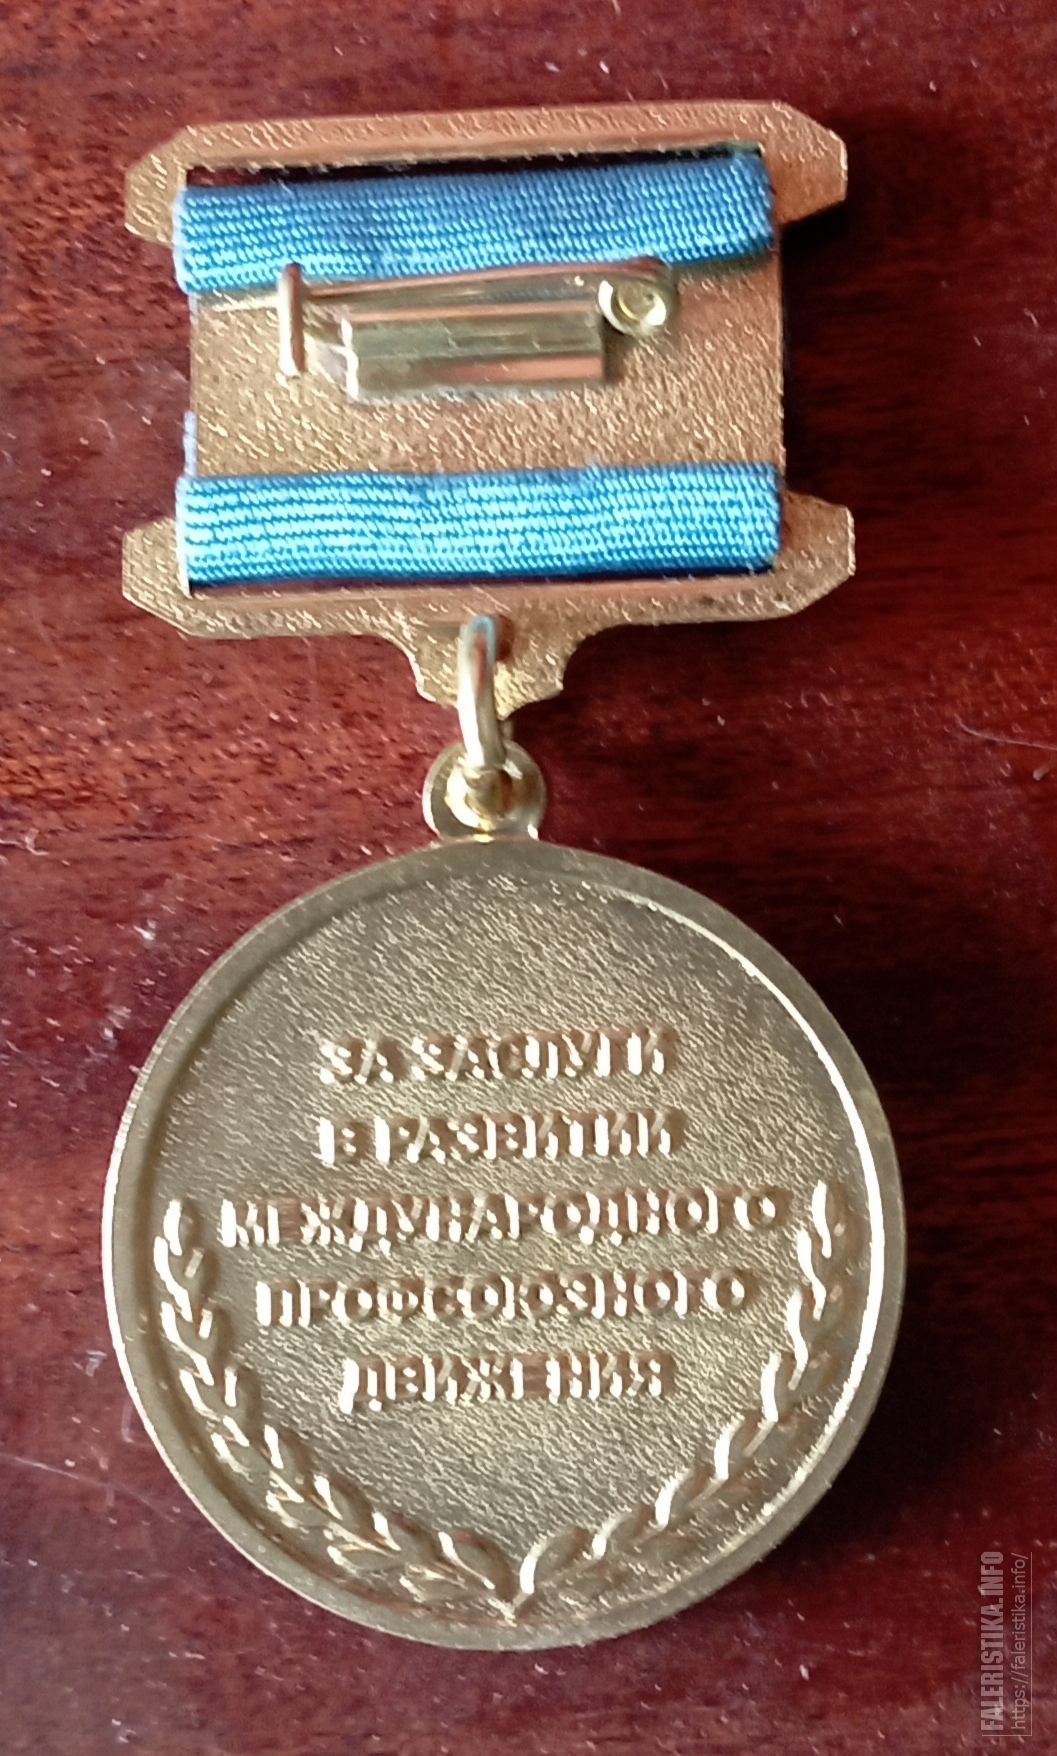 ЗА ЗАСЛУГИ
В РАЗВИТИИ
МЕЖДУНАРОДНОГО
ПРОФСОЮЗНОГО
ДВИЖЕНИЯ
FALERISTIKA.INFO
https://faleristika.info/